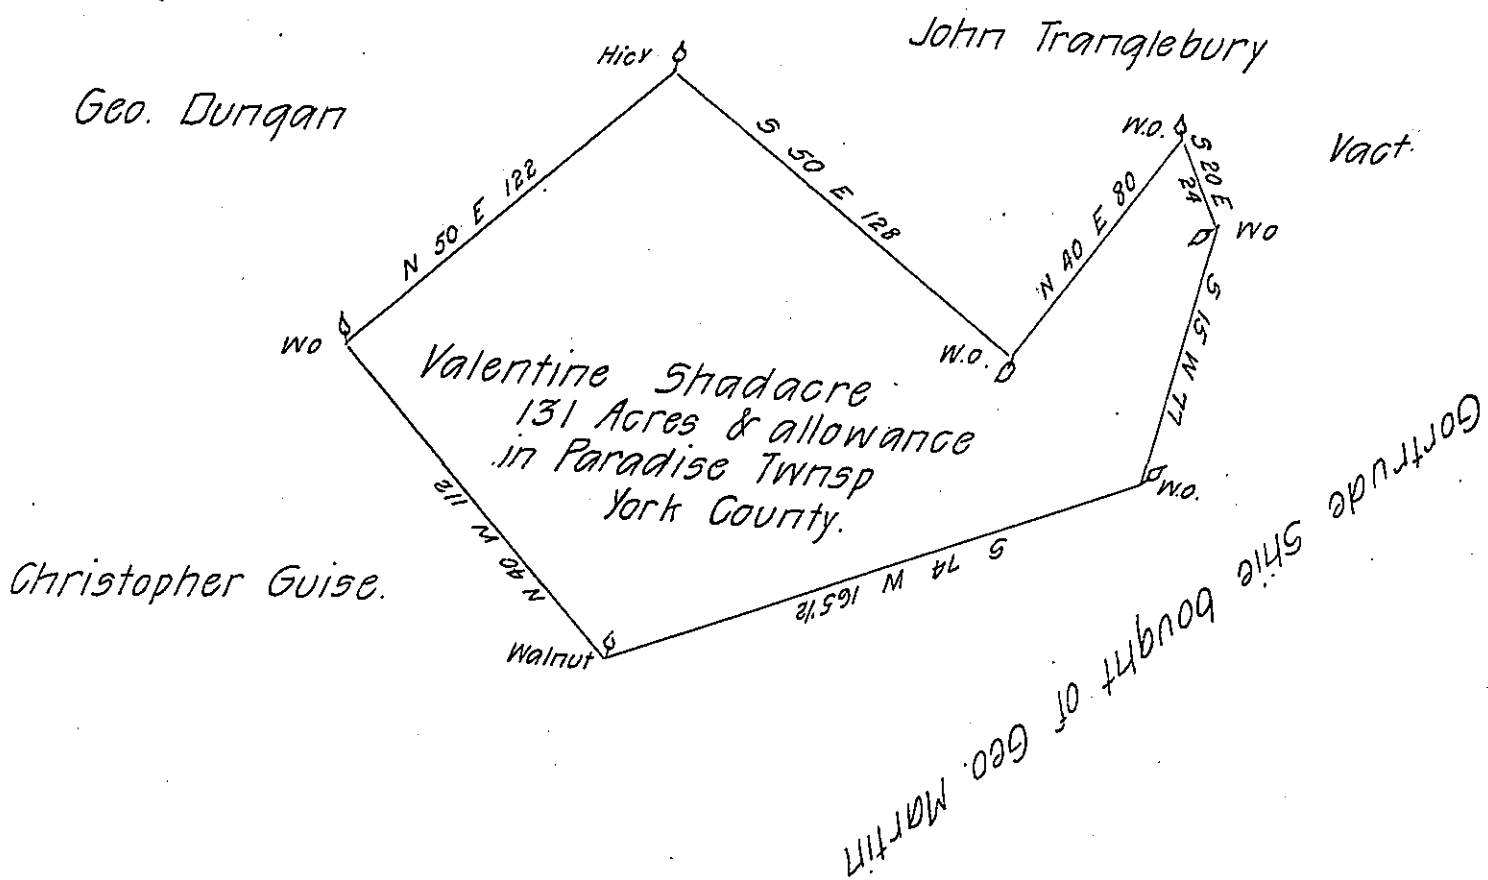 John Tranglebury
Hicy
Geo. Dungan
W.O.
Vact.
S 20 E
24
S 50 E 128
N 50 E 122
N 40 E 80
WO
WO
W.O.
S 15 W 77
Valentine Shadacre
131 Acres & allowance
in Paradise Twnsp
York County.
W.O.
N 40 W 112
S 74 W 165 1/2
Christopher Guise.
Walnut
Gortrude Shie bought of Geo. Martin